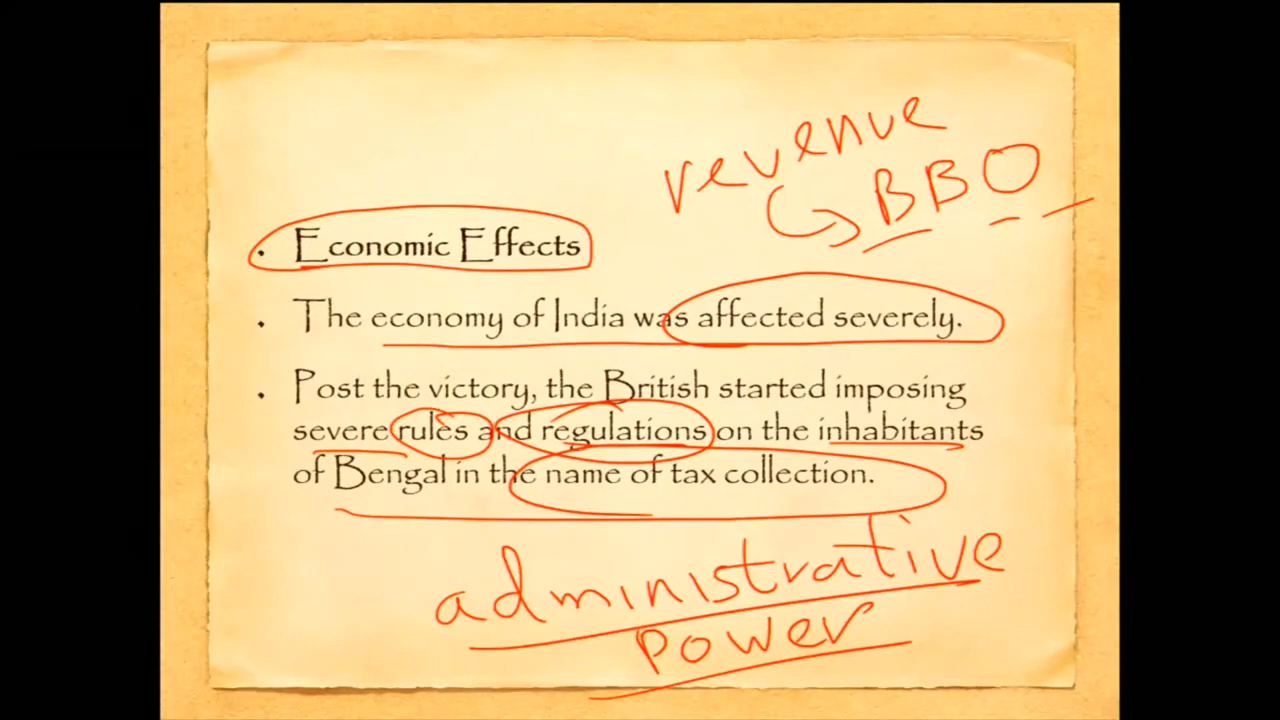 revenue
BBO
. Economic Effects
. The economy of India was affected severely.
. Post the victory, the British started imposing
severe rules and regulations on the inhabitants
of Bengal in the name of tax collection.
administrative
power